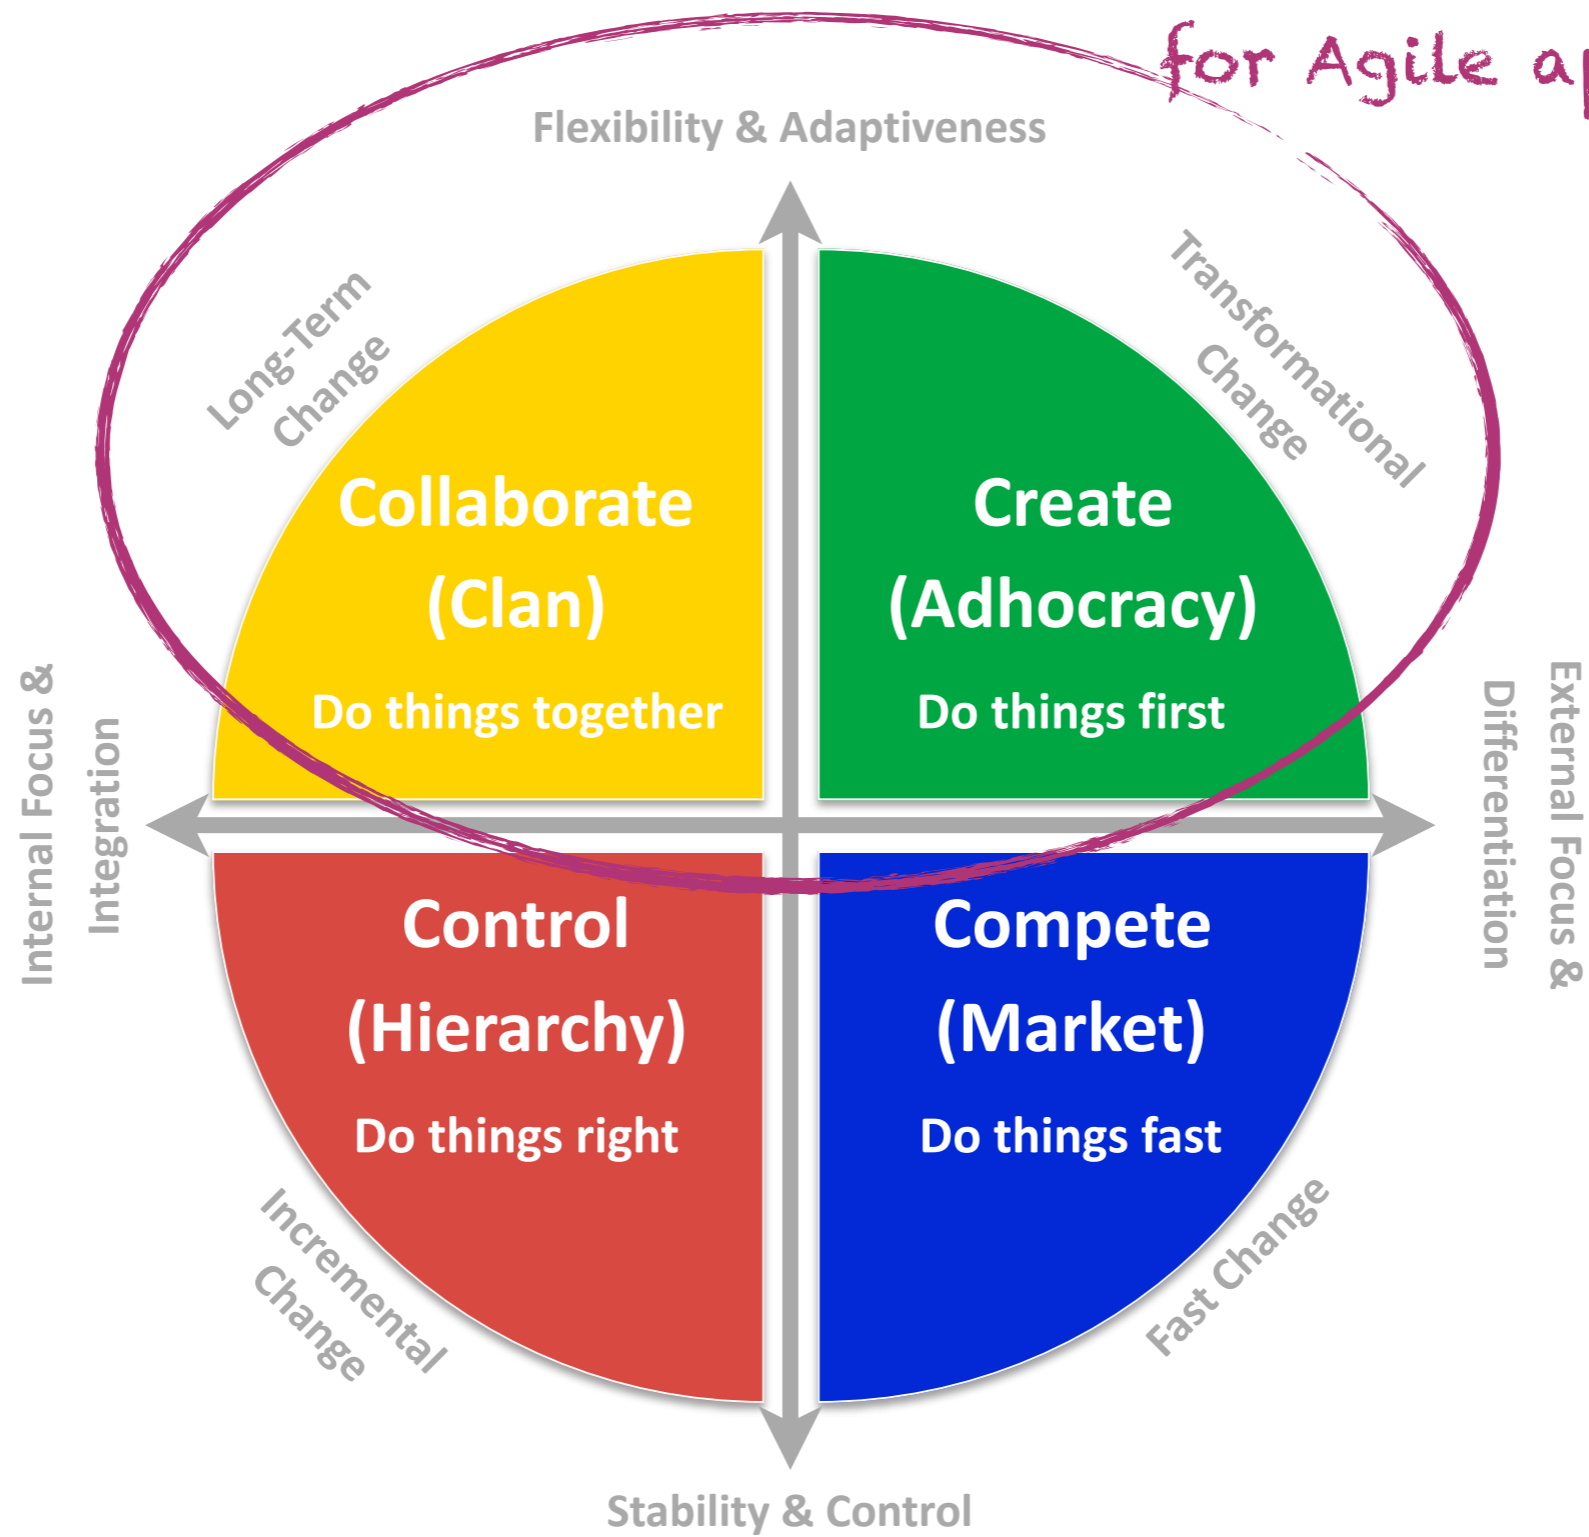 for Agile
Flexibility & Adaptiveness
Long-Term
Change
Transformational
Change
Collaborate
(Clan)
Do things together
Create
(Adhocracy)
Do things first
Internal Focus &
Integration
External Focus &
Differentiation
Control
(Hierarchy)
Do things right
Compete
(Market)
Do things fast
Incremental
Change
Fast Change
Stability & Control